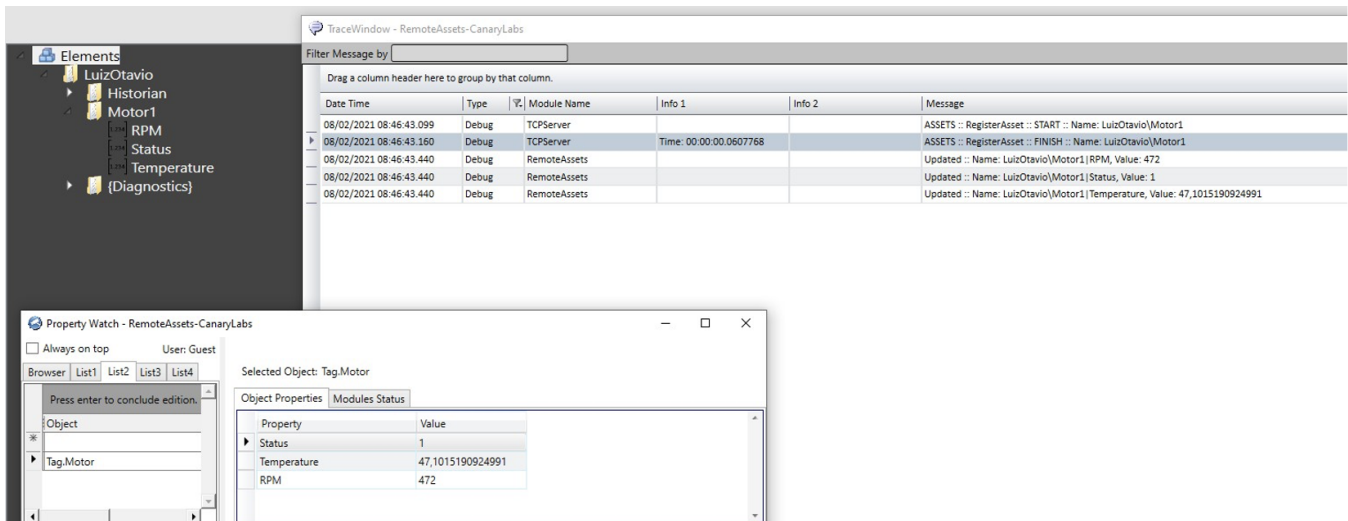 TraceWindow - RemoteAssets-CanaryLabs
Filter Message by
Drag a column header here to group by that column.
Date Time Type Module Name Info 1 Info 2 Message
08/02/2021 08:46:43.099 Debug TCPServer ASSETS :: RegisterAsset :: START :: Name: LuizOtavio\Motor1
08/02/2021 08:46:43.160 Debug TCPServer Time: 00:00:00.0607768 ASSETS :: RegisterAsset :: FINISH :: Name: LuizOtavio\Motor1
08/02/2021 08:46:43.440 Debug RemoteAssets Updated :: Name: LuizOtavio\Motor1|RPM, Value: 472
08/02/2021 08:46:43.440 Debug RemoteAssets Updated :: Name: LuizOtavio\Motor1|Status, Value: 1
08/02/2021 08:46:43.440 Debug RemoteAssets Updated :: Name: LuizOtavio\Motor1|Temperature, Value: 47,1015190924991
Elements
LuizOtavio
Historian
Motor1
RPM
Status
Temperature
{Diagnostics}
Property Watch - RemoteAssets-CanaryLabs
Always on top User: Guest
Browser List1 List2 List3 List4
Press enter to conclude edition.
Object
Tag.Motor
Selected Object: Tag.Motor
Object Properties Modules Status
Property Value
Status 1
Temperature 47,1015190924991
RPM 472